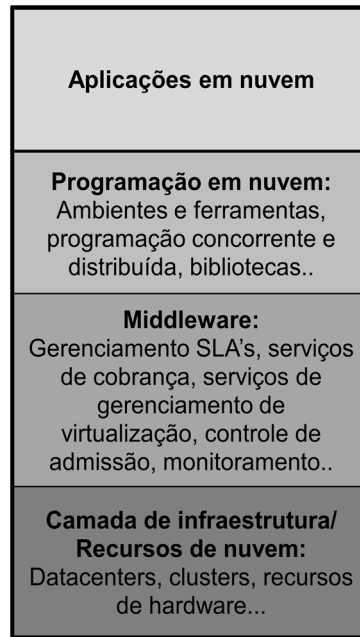 Aplicações em nuvem
Programação em nuvem:
Ambientes e ferramentas,
programação concorrente e
distribuída, bibliotecas..
Middleware:
Gerenciamento SLA's, serviços
de cobrança, serviços de
gerenciamento de
virtualização, controle de
admissão, monitoramento..
Camada de infraestrutura/
Recursos de nuvem:
Datacenters, clusters, recursos
de hardware...